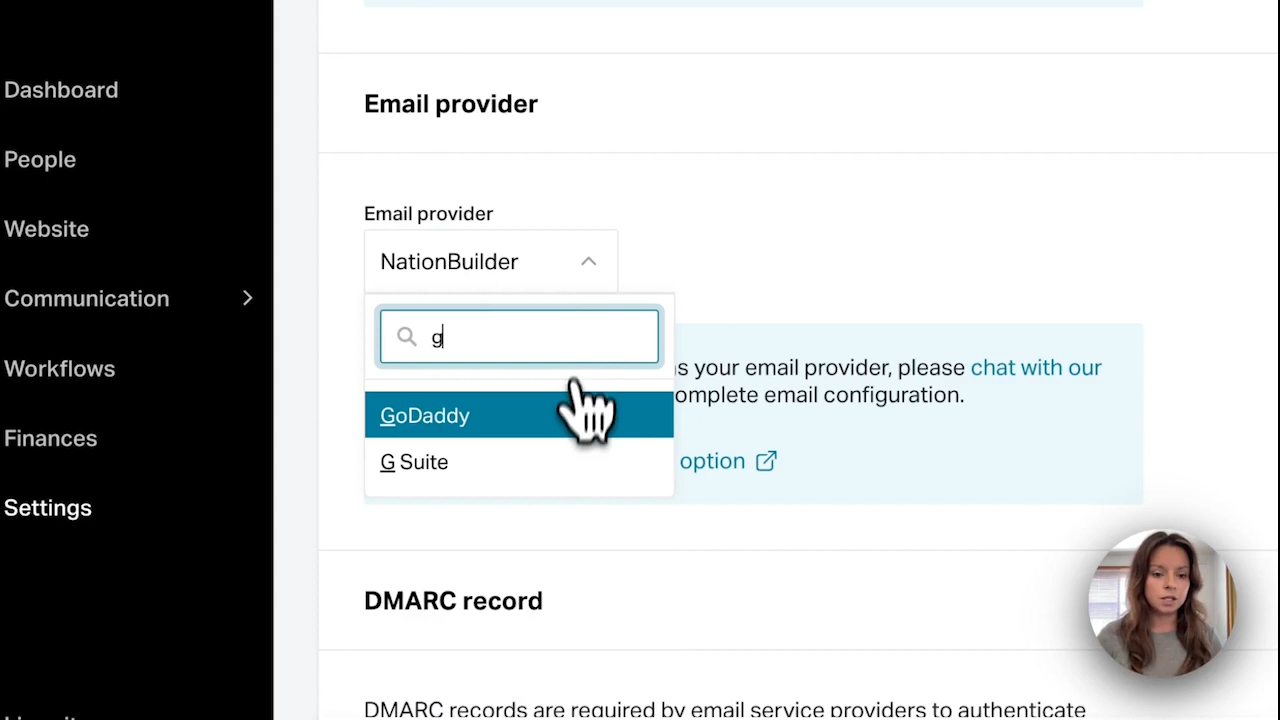 Dashboard
People
Website
Communication
Workflows
Finances
Settings
Email provider
Email provider
NationBuilder
g
GoDaddy
G Suite
s your email provider, please chat with our
omplete email configuration.
option
DMARC record
DMARC records are required by email service providers to authenticate